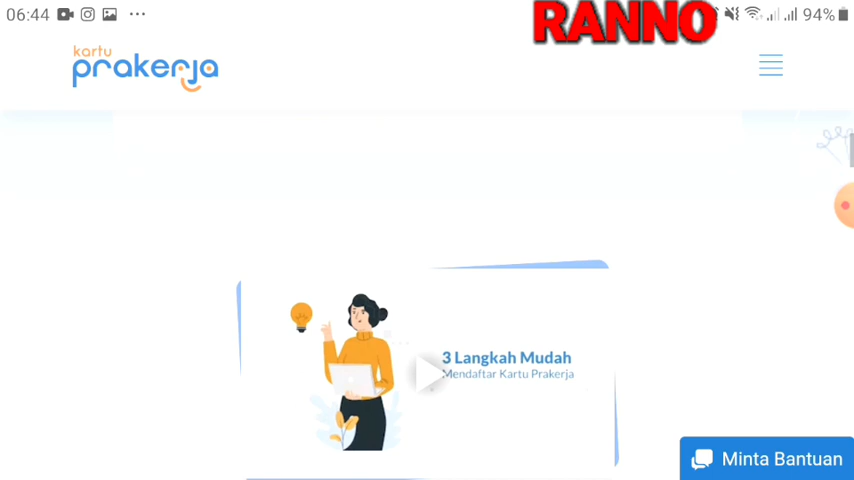 06:44
RANNO
94%
kartu
prakerja
3 Langkah Mudah
Mendaftar Kartu Prakerja
Minta Bantuan